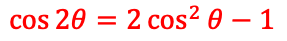 cos 2θ = 2 cos² θ − 1